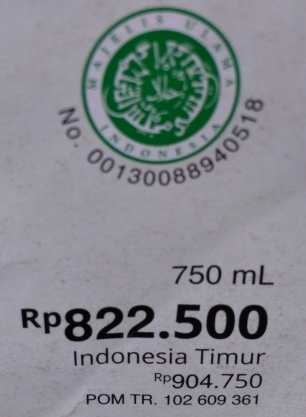 MAJELIS ULAMA
INDONESIA
No. 00130088940518
750 mL
Rp822.500
Indonesia Timur
Rp904.750
POM TR. 102 609 361